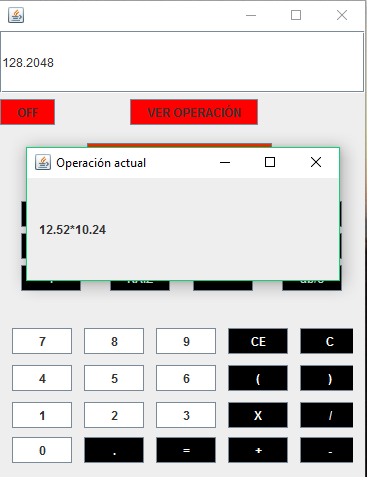 128.2048
OFF VER OPERACIÓN
Operación actual
12.52*10.24
7 8 9 CE C
4 5 6 ( )
1 2 3 X /
0 . = + -